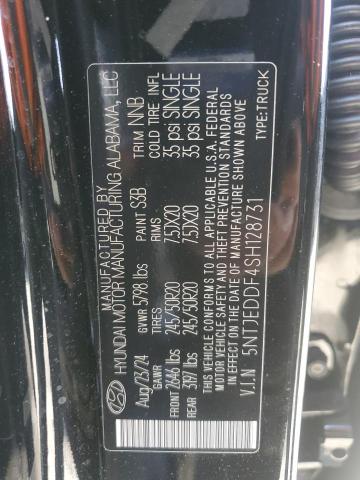 MANUFACTURED BY
HYUNDAI MOTOR MANUFACTURING ALABAMA, LLC
Aug/23/24 GVWR 5798 lbs PAINT S3B TRIM NNB
GAWR TIRES RIMS COLD TIRE INFL
FRONT 2646 lbs 245/50R20 7.5JX20 35 psi SINGLE
REAR 3197 lbs 245/50R20 7.5JX20 35 psi SINGLE
THIS VEHICLE CONFORMS TO ALL APPLICABLE U.S.A. FEDERAL
MOTOR VEHICLE SAFETY AND THEFT PREVENTION STANDARDS
IN EFFECT ON THE DATE OF MANUFACTURE SHOWN ABOVE
V.I.N 5NTJEDDF4SH128731 TYPE:TRUCK